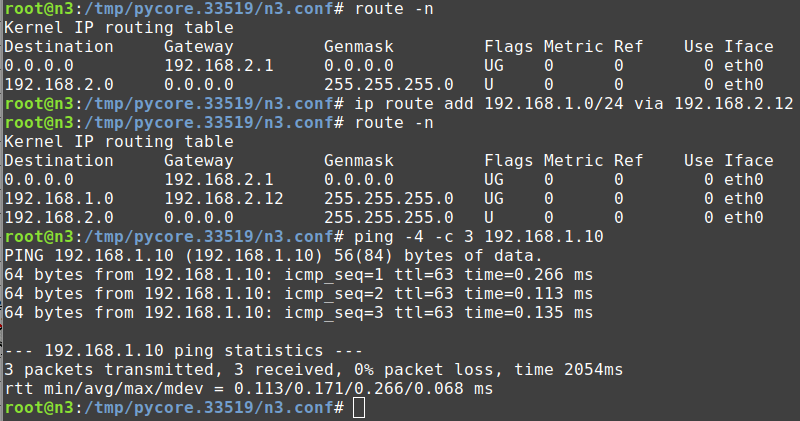 root@n3:/tmp/pycore.33519/n3.conf# route -n
Kernel IP routing table
Destination     Gateway         Genmask         Flags Metric Ref    Use Iface
0.0.0.0         192.168.2.1     0.0.0.0         UG    0      0        0 eth0
192.168.2.0     0.0.0.0         255.255.255.0   U     0      0        0 eth0
root@n3:/tmp/pycore.33519/n3.conf# ip route add 192.168.1.0/24 via 192.168.2.12
root@n3:/tmp/pycore.33519/n3.conf# route -n
Kernel IP routing table
Destination     Gateway         Genmask         Flags Metric Ref    Use Iface
0.0.0.0         192.168.2.1     0.0.0.0         UG    0      0        0 eth0
192.168.1.0     192.168.2.12    255.255.255.0   UG    0      0        0 eth0
192.168.2.0     0.0.0.0         255.255.255.0   U     0      0        0 eth0
root@n3:/tmp/pycore.33519/n3.conf# ping -4 -c 3 192.168.1.10
PING 192.168.1.10 (192.168.1.10) 56(84) bytes of data.
64 bytes from 192.168.1.10: icmp_seq=1 ttl=63 time=0.266 ms
64 bytes from 192.168.1.10: icmp_seq=2 ttl=63 time=0.113 ms
64 bytes from 192.168.1.10: icmp_seq=3 ttl=63 time=0.135 ms

--- 192.168.1.10 ping statistics ---
3 packets transmitted, 3 received, 0% packet loss, time 2054ms
rtt min/avg/max/mdev = 0.113/0.171/0.266/0.068 ms
root@n3:/tmp/pycore.33519/n3.conf#